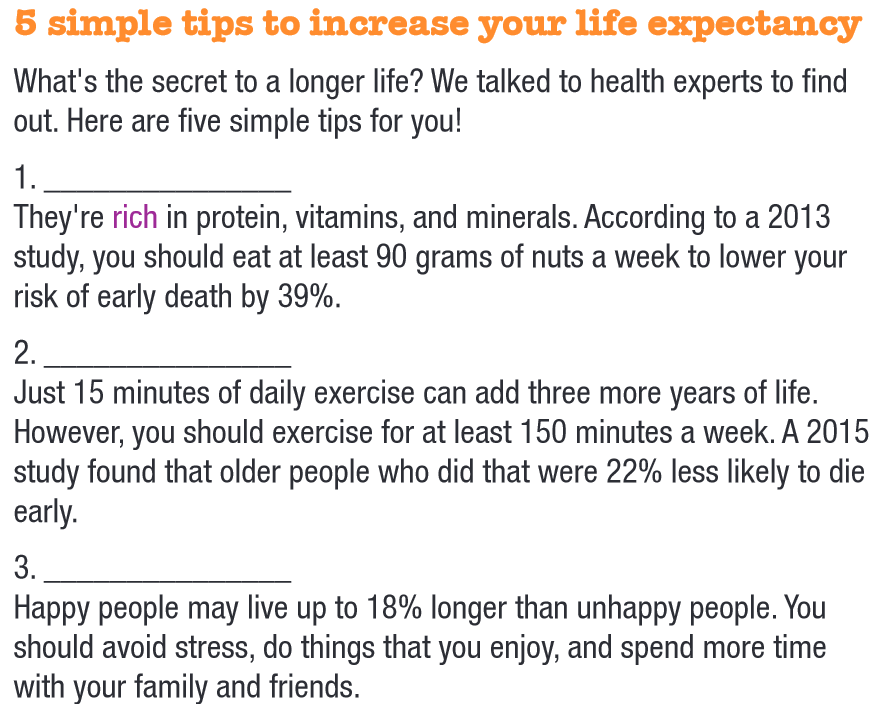 5 simple tips to increase your life expectancy
What's the secret to a longer life? We talked to health experts to find
out. Here are five simple tips for you!
1. _______________
They're rich in protein, vitamins, and minerals. According to a 2013
study, you should eat at least 90 grams of nuts a week to lower your
risk of early death by 39%.
2. _______________
Just 15 minutes of daily exercise can add three more years of life.
However, you should exercise for at least 150 minutes a week. A 2015
study found that older people who did that were 22% less likely to die
early.
3. _______________
Happy people may live up to 18% longer than unhappy people. You
should avoid stress, do things that you enjoy, and spend more time
with your family and friends.